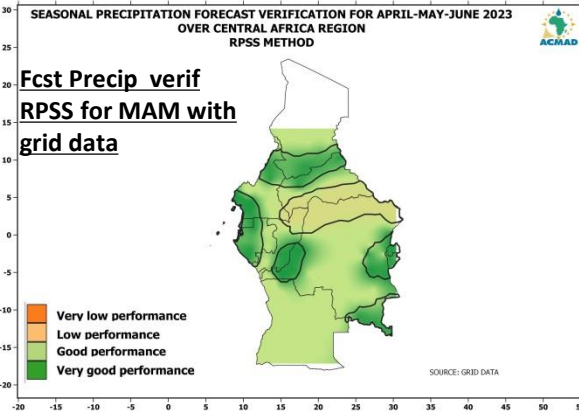 SEASONAL PRECIPITATION FORECAST VERIFICATION FOR APRIL-MAY-JUNE 2023
OVER CENTRAL AFRICA REGION
RPSS METHOD
ACMAD
Fcst Precip verif
RPSS for MAM with
grid data
30
25
20
15
10
5
0
-5
-10
-15
-20
Very low performance
Low performance
Good performance
Very good performance
SOURCE: GRID DATA
-20 -15 -10 -5 0 5 10 15 20 25 30 35 40 45 50